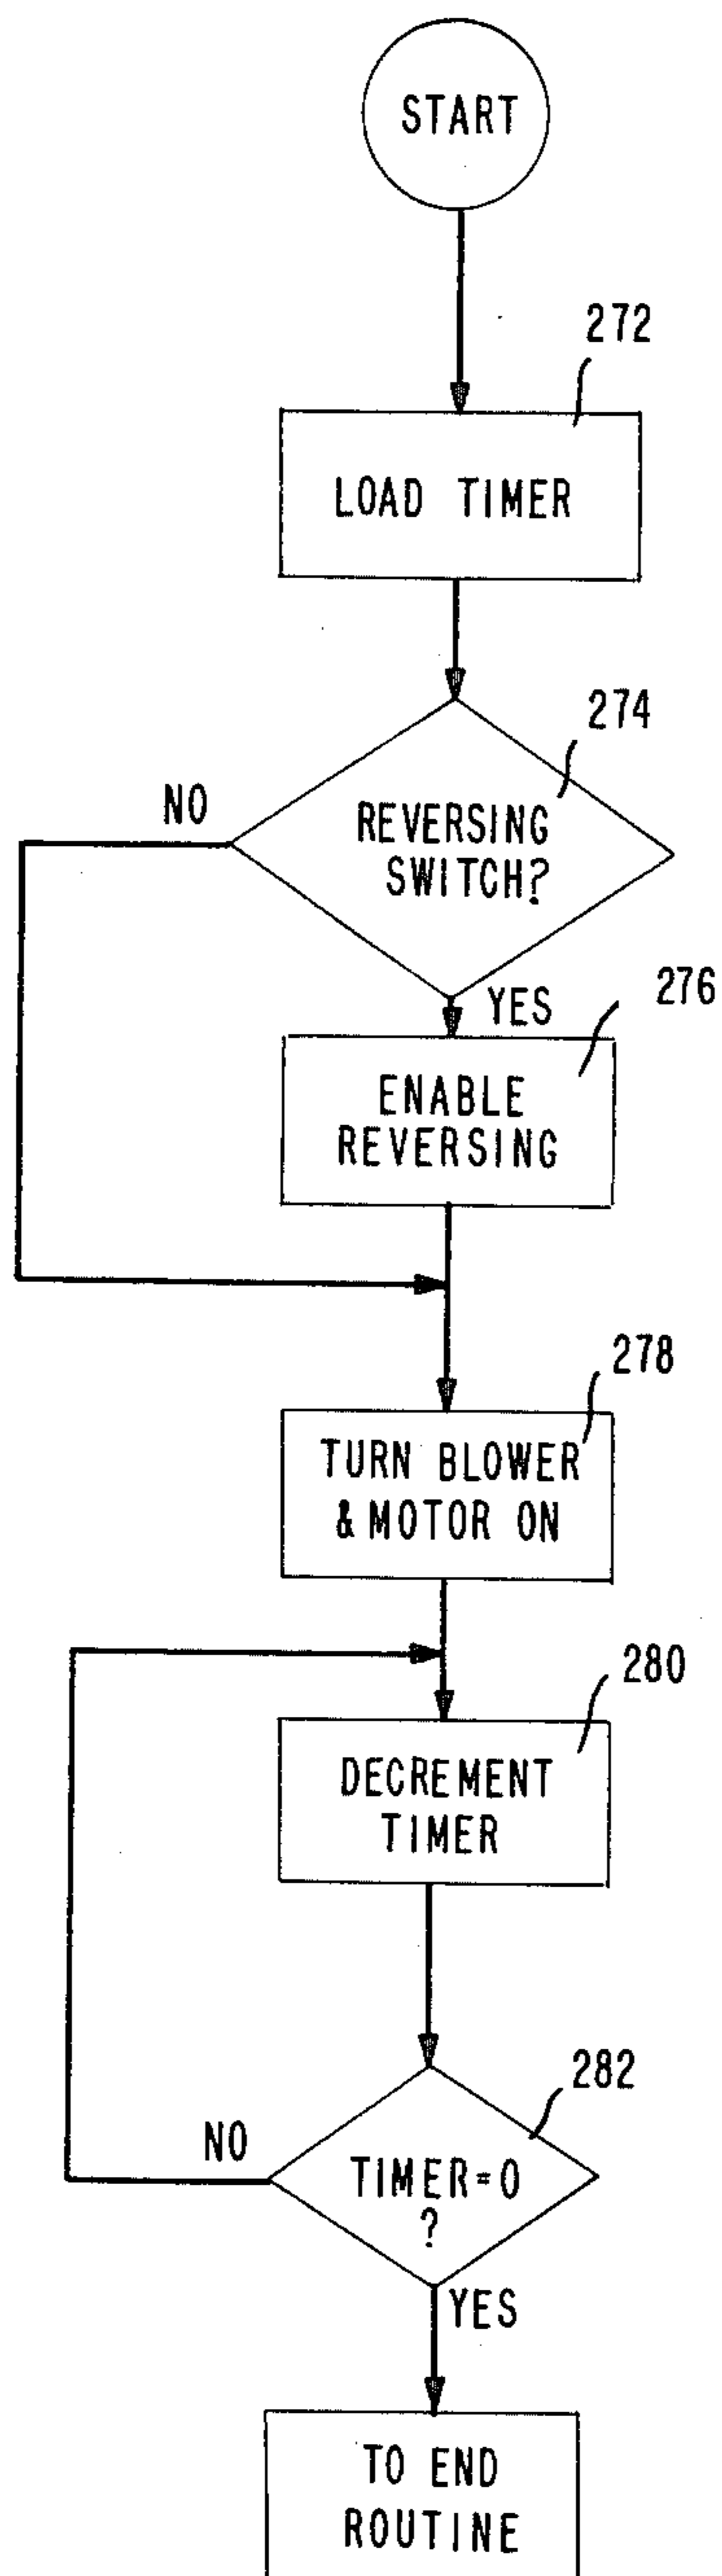 START
272
LOAD TIMER
274
NO
REVERSING
SWITCH?
276
YES
ENABLE
REVERSING
278
TURN BLOWER
& MOTOR ON
280
DECREMENT
TIMER
282
NO
TIMER=0
?
YES
TO END
ROUTINE